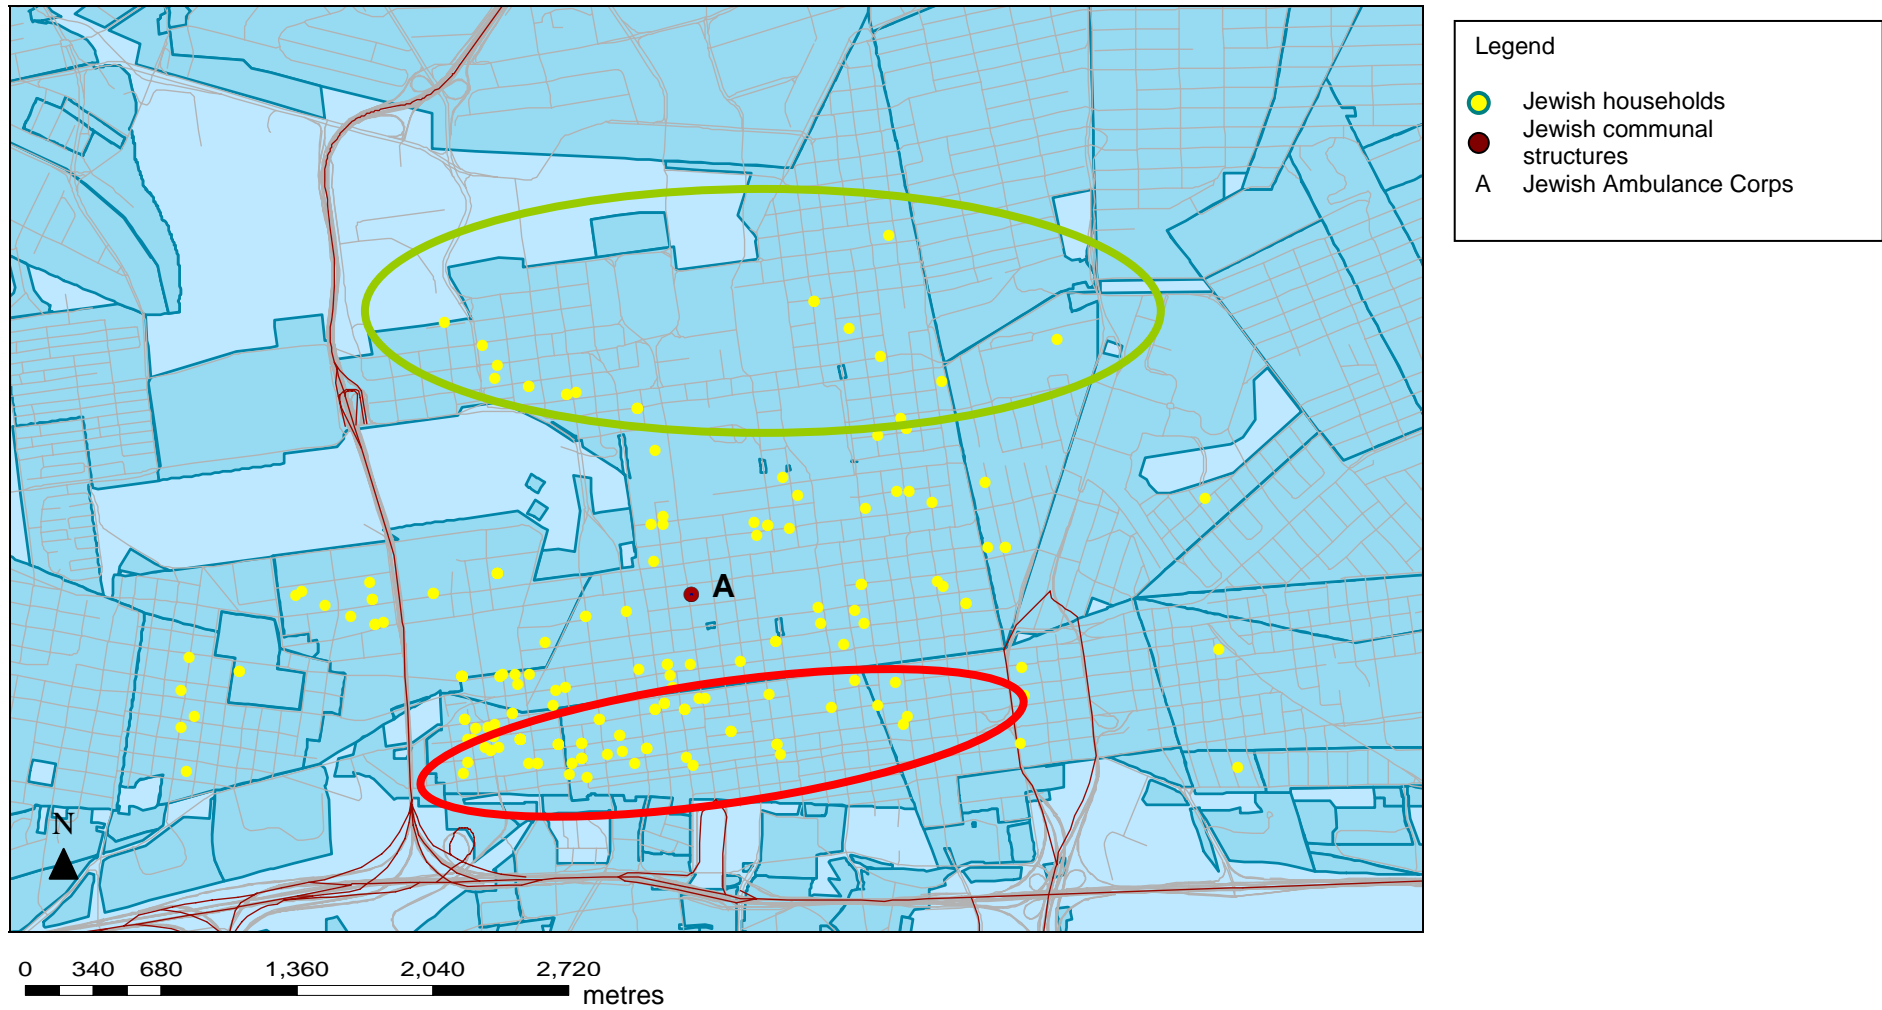 Legend
Jewish households
Jewish communal
structures
A Jewish Ambulance Corps
A
N
0 340 680 1,360 2,040 2,720
metres